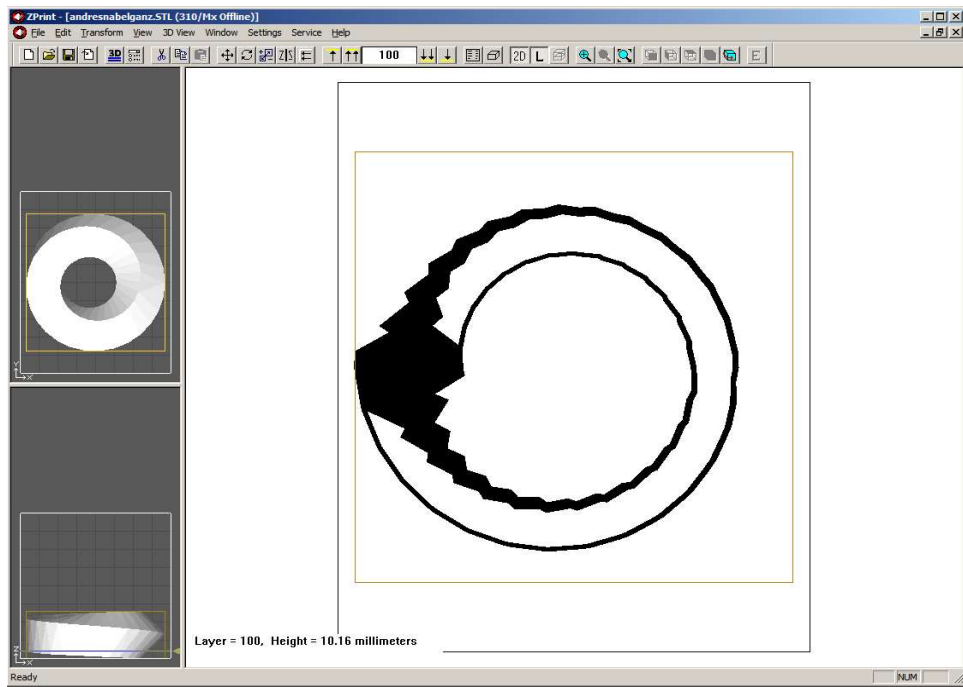 ZPrint - [andresnabelganz.STL (310/Mx Offline)]
File Edit Transform View 3D View Window Settings Service Help
3D 100 2D L E
Y X
Z X
Layer = 100, Height = 10.16 millimeters
Ready NUM